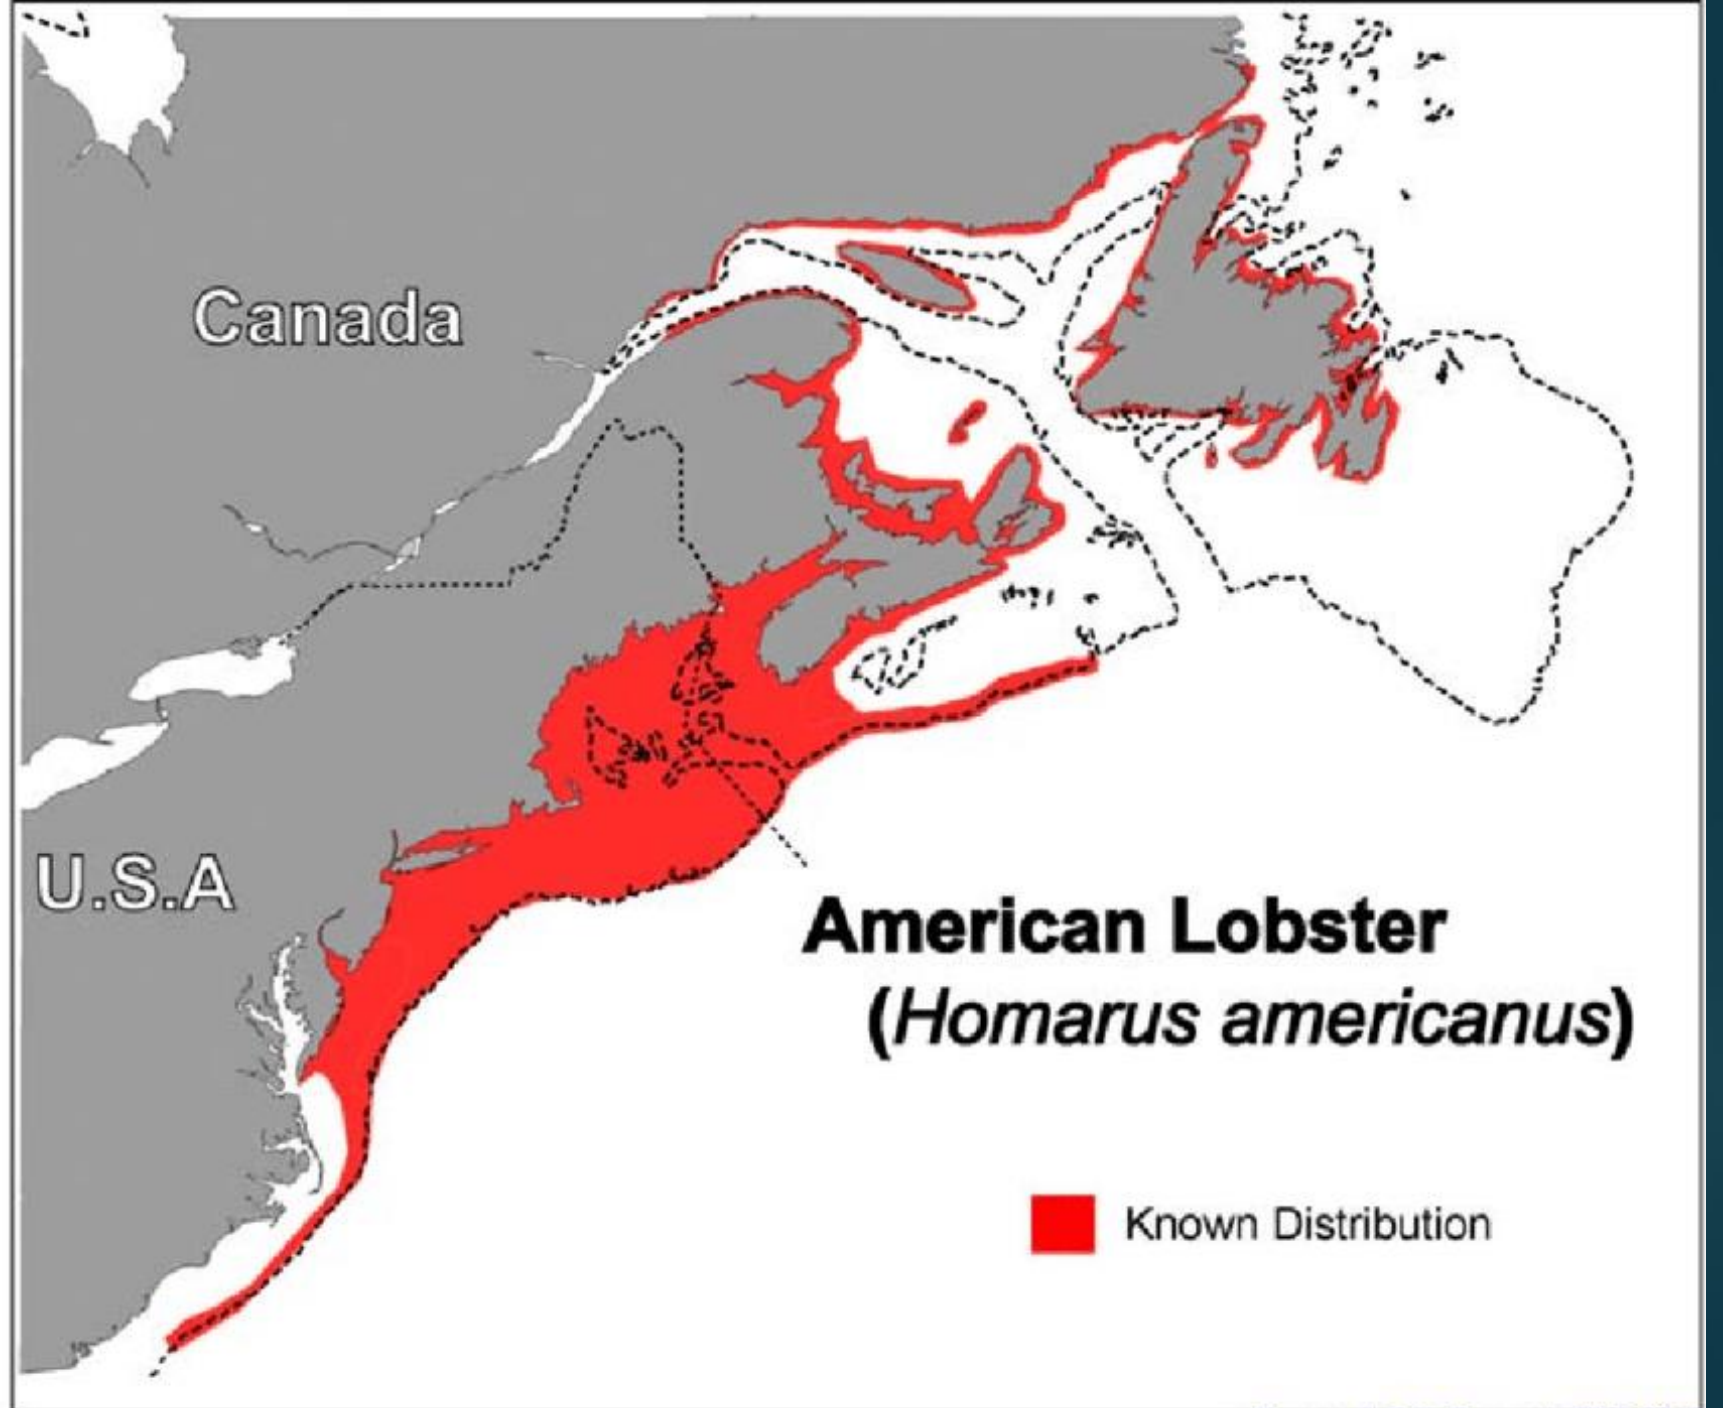 Canada
U.S.A
American Lobster
(Homarus americanus)
Known Distribution